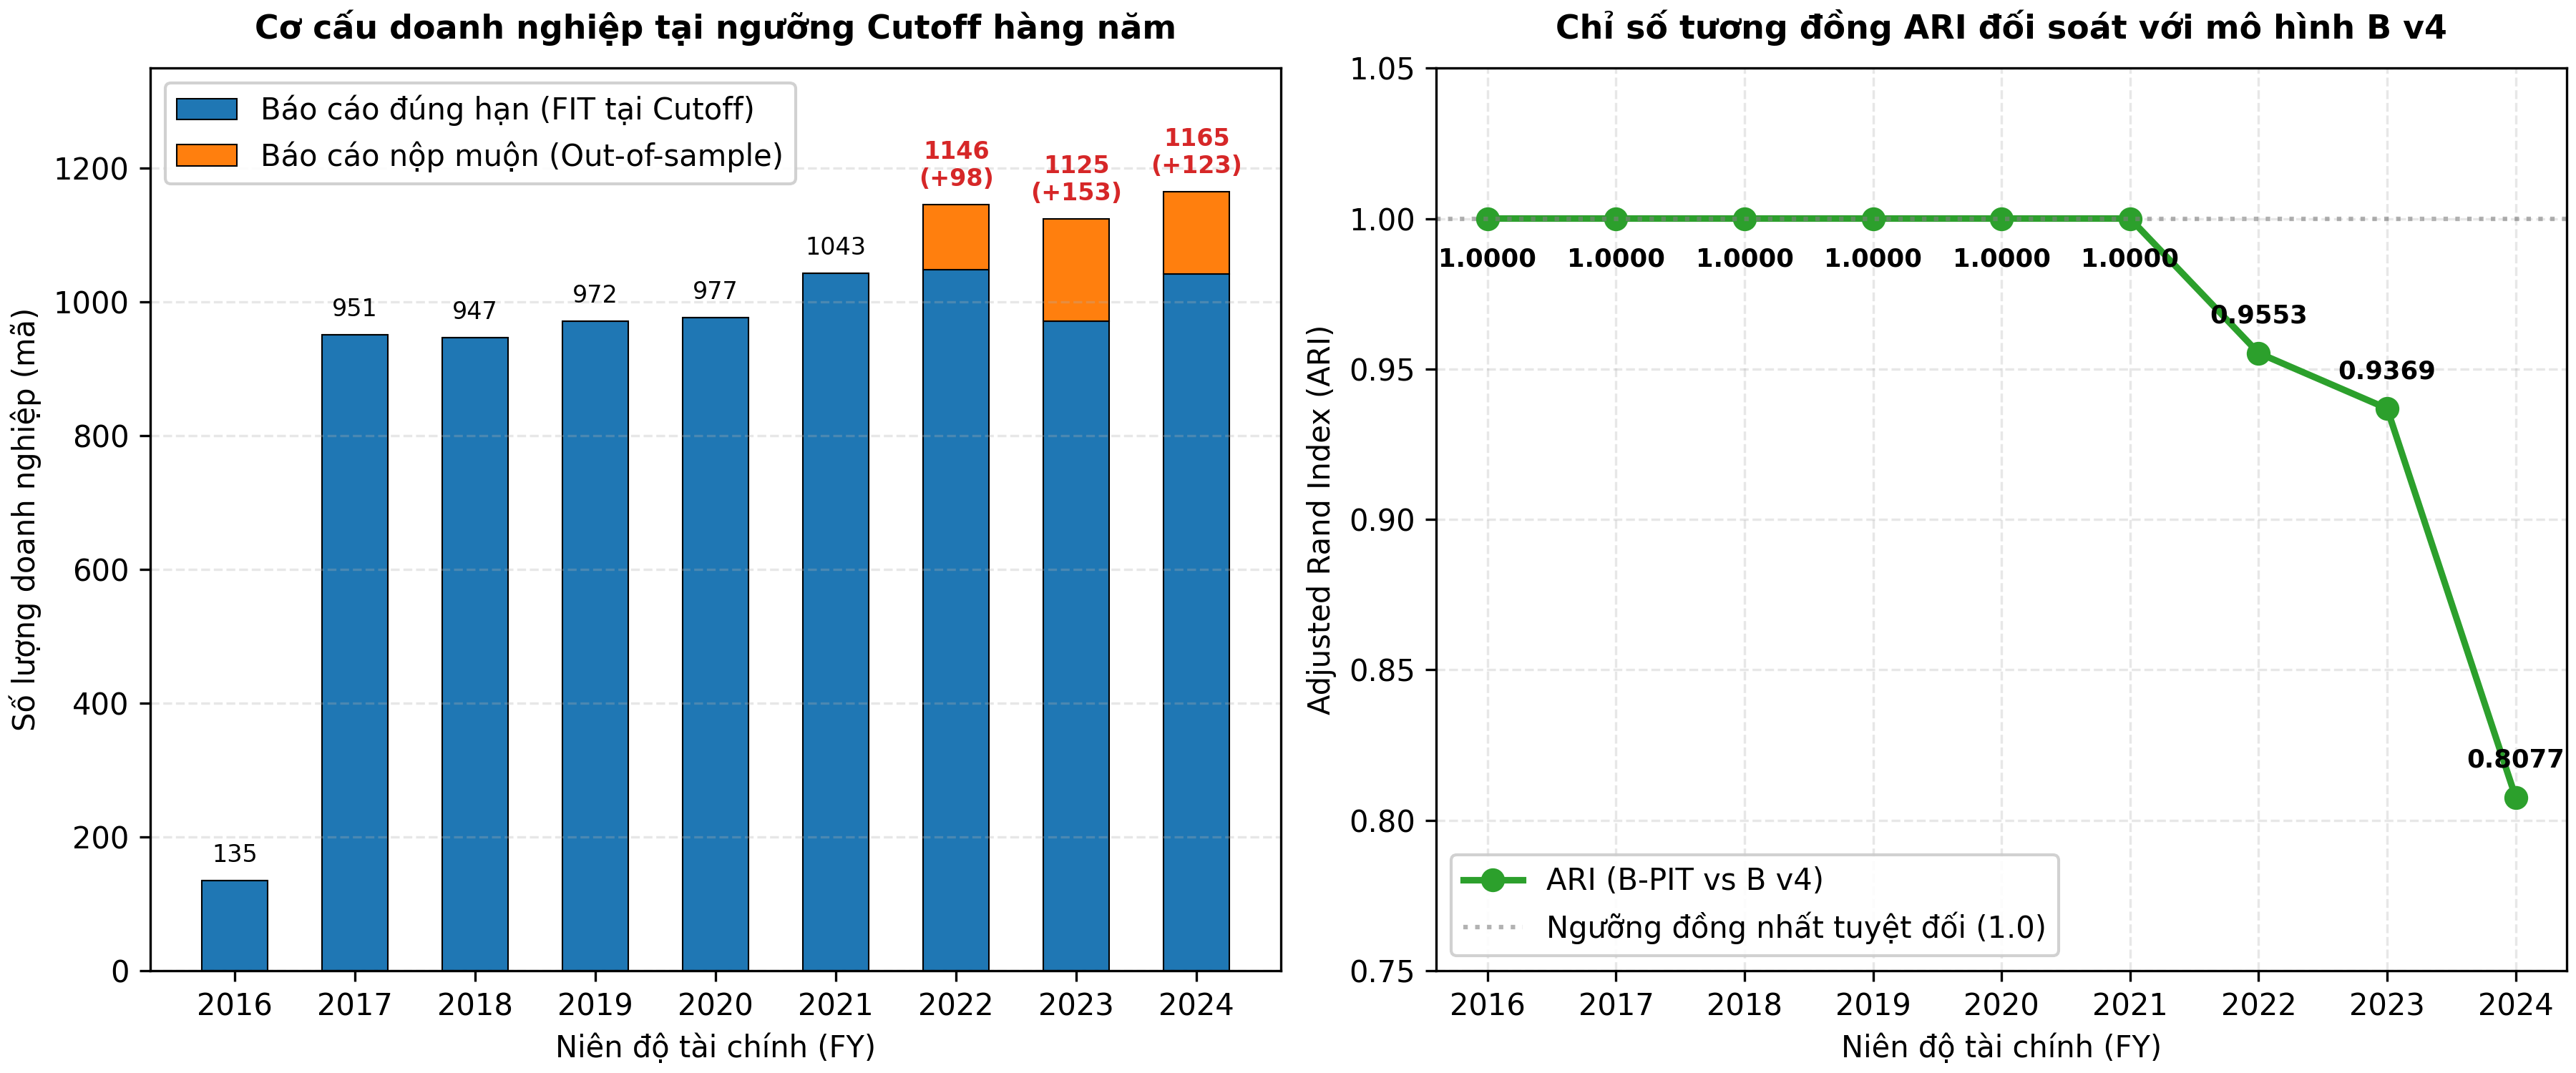 Cơ cấu doanh nghiệp tại ngưỡng Cutoff hàng năm
Báo cáo đúng hạn (FIT tại Cutoff)
Báo cáo nộp muộn (Out-of-sample)
Số lượng doanh nghiệp (mã)
1200
1000
800
600
400
200
0
135
951
947
972
977
1043
1146
(+98)
1125
(+153)
1165
(+123)
2016 2017 2018 2019 2020 2021 2022 2023 2024
Niên độ tài chính (FY)
Chỉ số tương đồng ARI đối soát với mô hình B v4
Adjusted Rand Index (ARI)
1.05
1.00
0.95
0.90
0.85
0.80
0.75
1.0000 1.0000 1.0000 1.0000 1.0000 1.0000
0.9553
0.9369
0.8077
ARI (B-PIT vs B v4)
Ngưỡng đồng nhất tuyệt đối (1.0)
2016 2017 2018 2019 2020 2021 2022 2023 2024
Niên độ tài chính (FY)